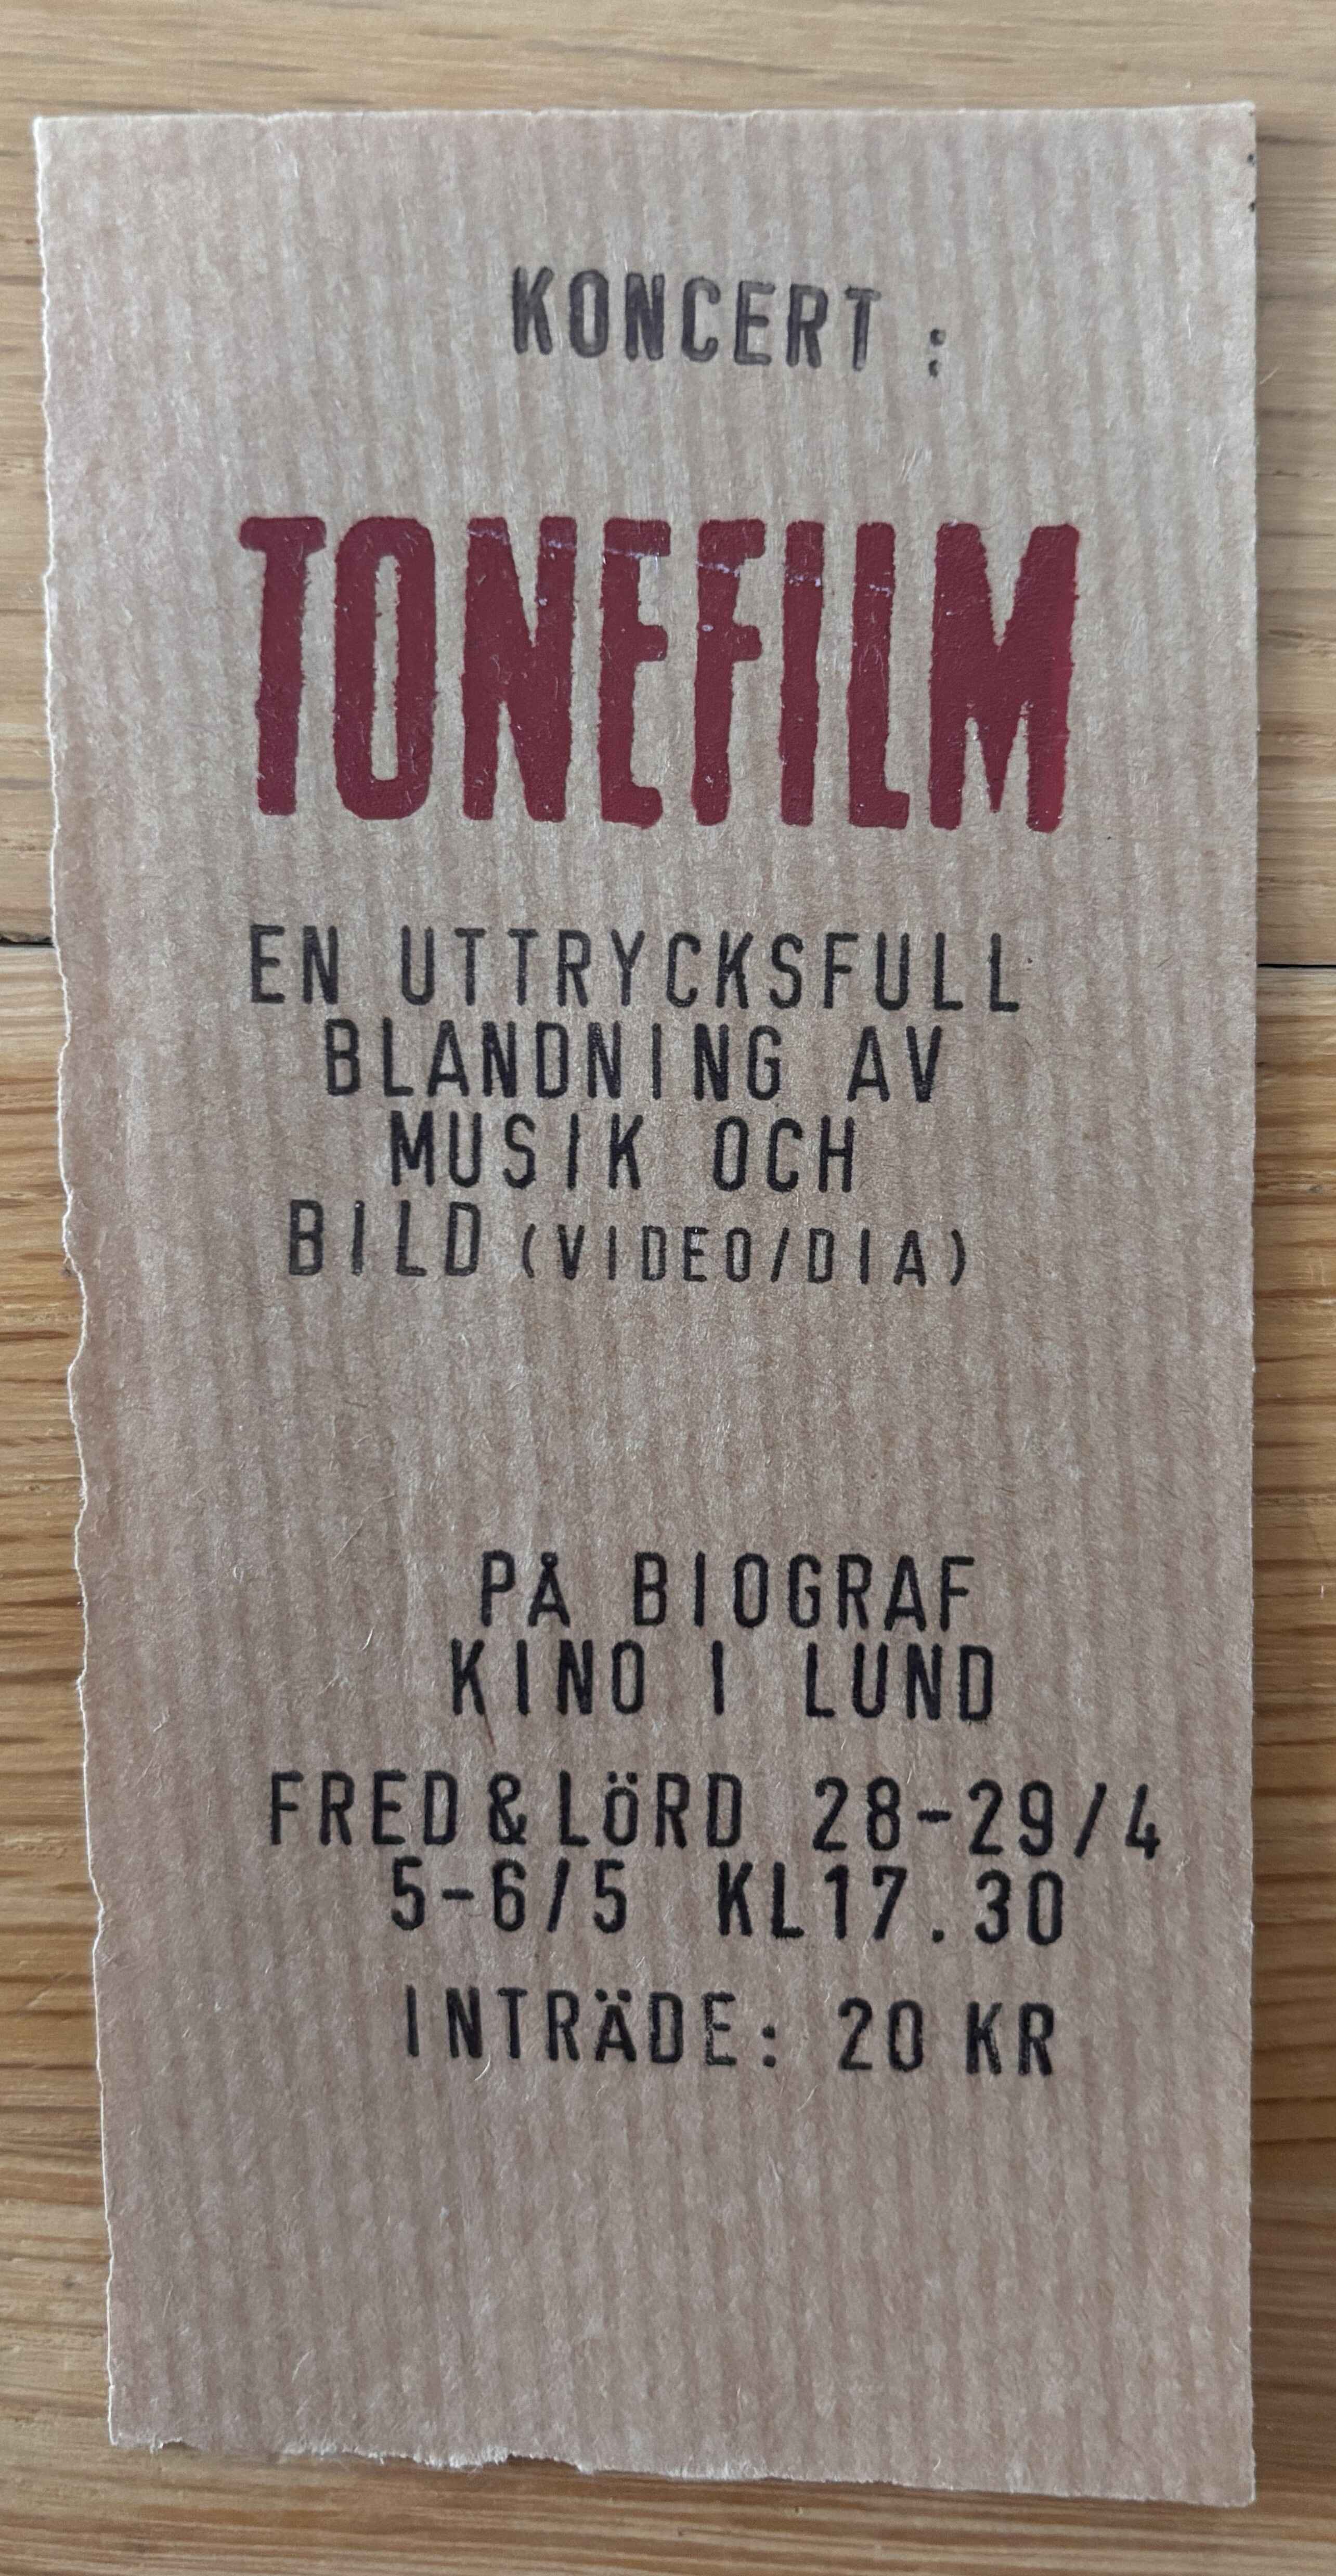 KONCERT :
TONEFILM
EN UTTRYCKSFULL
BLANDNING AV
MUSIK OCH
BILD (VIDEO/DIA)
PÅ BIOGRAF
KINO I LUND
FRED & LÖRD 28-29/4
5-6/5 KL17.30
INTRÄDE: 20 KR